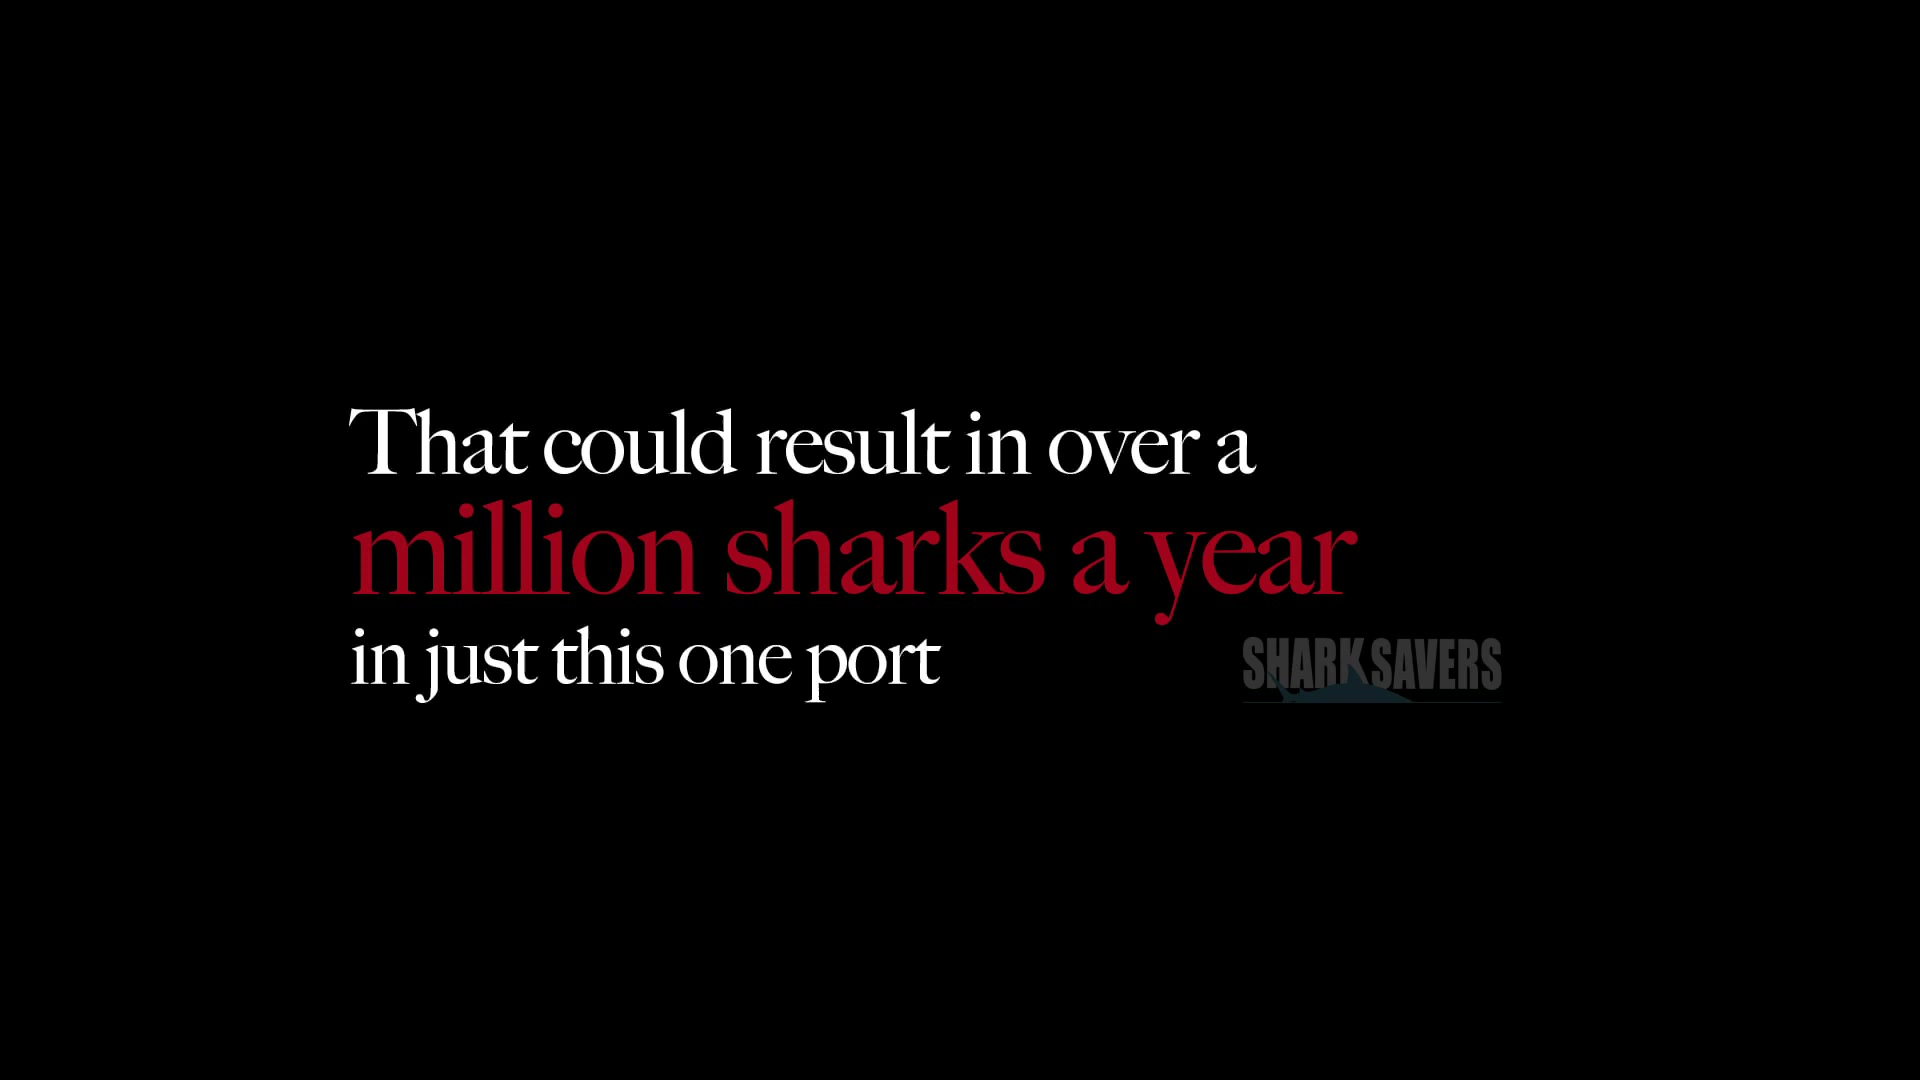 That could result in over a
million sharks a year
in just this one port
SHARK SAVERS